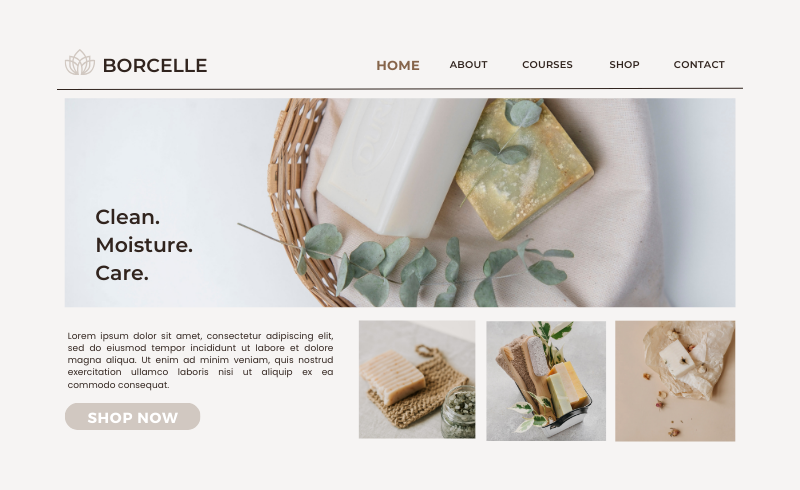 BORCELLE
HOME ABOUT COURSES SHOP CONTACT
Clean.
Moisture.
Care.
Lorem ipsum dolor sit amet, consectetur adipiscing elit,
sed do eiusmod tempor incididunt ut labore et dolore
magna aliqua. Ut enim ad minim veniam, quis nostrud
exercitation ullamco laboris nisi ut aliquip ex ea
commodo consequat.
SHOP NOW